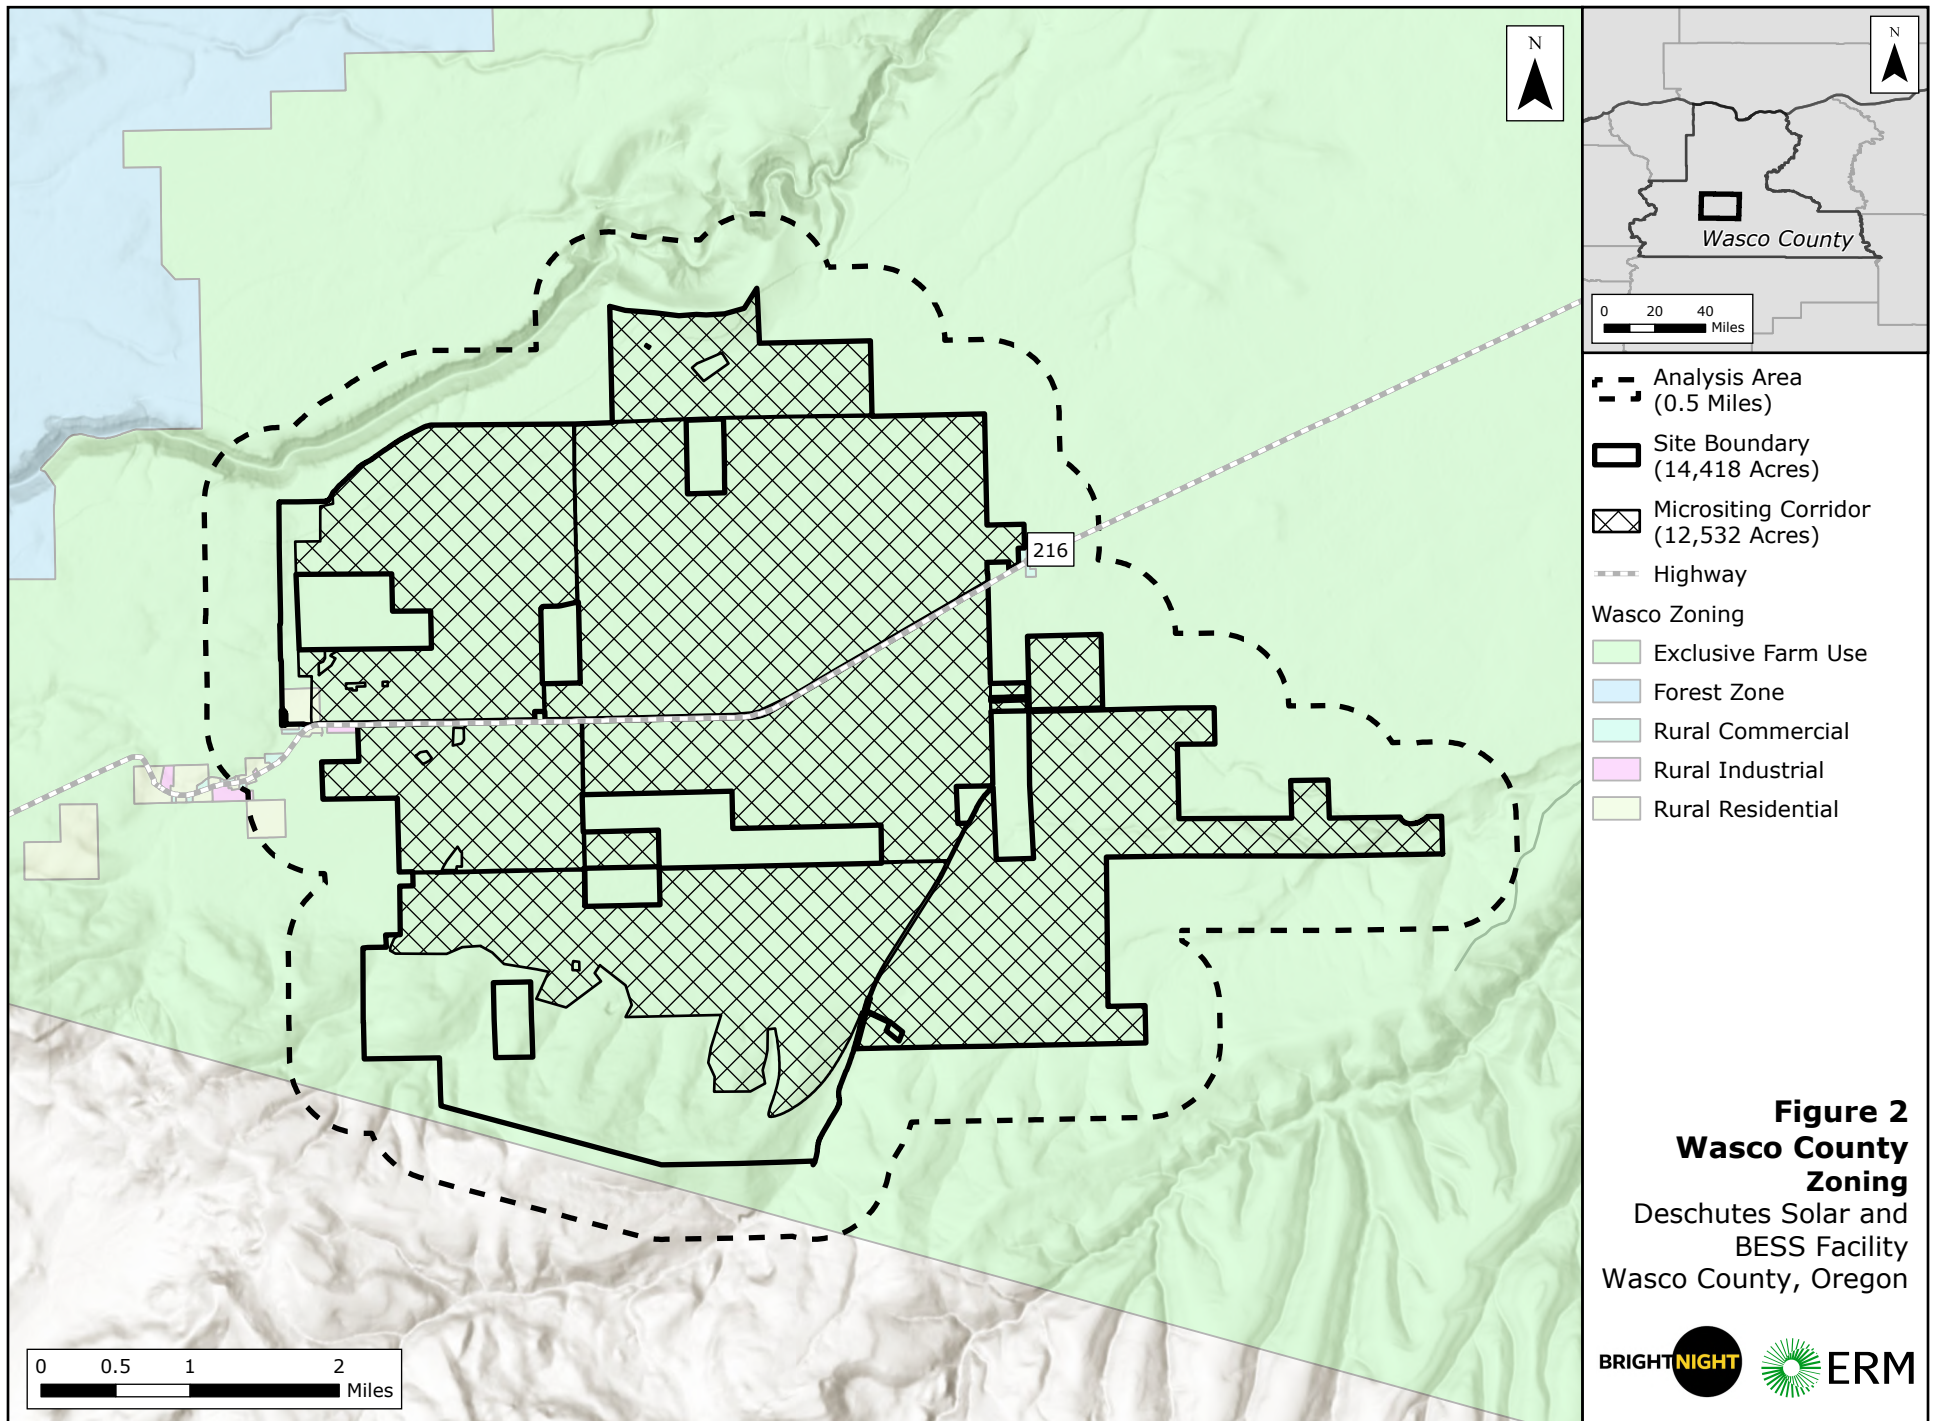 N
216
0 0.5 1 2
Miles
N
Wasco County
0 20 40
Miles
Analysis Area
(0.5 Miles)
Site Boundary
(14,418 Acres)
Micrositing Corridor
(12,532 Acres)
Highway
Wasco Zoning
Exclusive Farm Use
Forest Zone
Rural Commercial
Rural Industrial
Rural Residential
Figure 2
Wasco County
Zoning
Deschutes Solar and
BESS Facility
Wasco County, Oregon
BRIGHTNIGHT
ERM